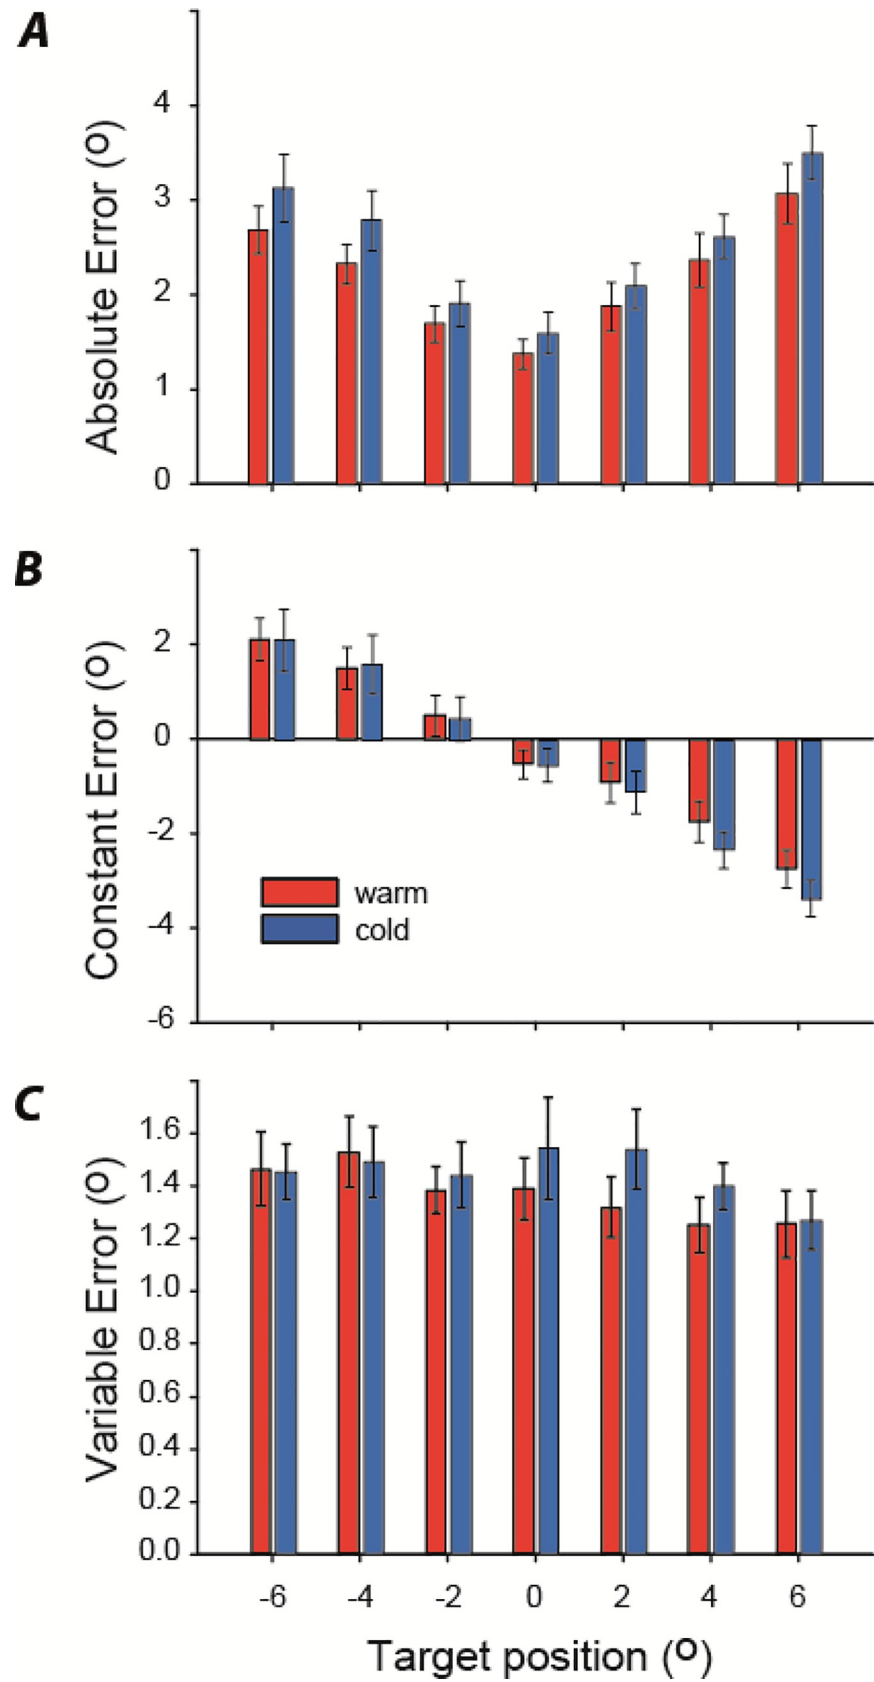 A
Absolute Error (º)
4
3
2
1
0
B
Constant Error (º)
2
0
-2
-4
-6
warm
cold
C
Variable Error (º)
1.6
1.4
1.2
1.0
0.8
0.6
0.4
0.2
0.0
-6 -4 -2 0 2 4 6
Target position (º)